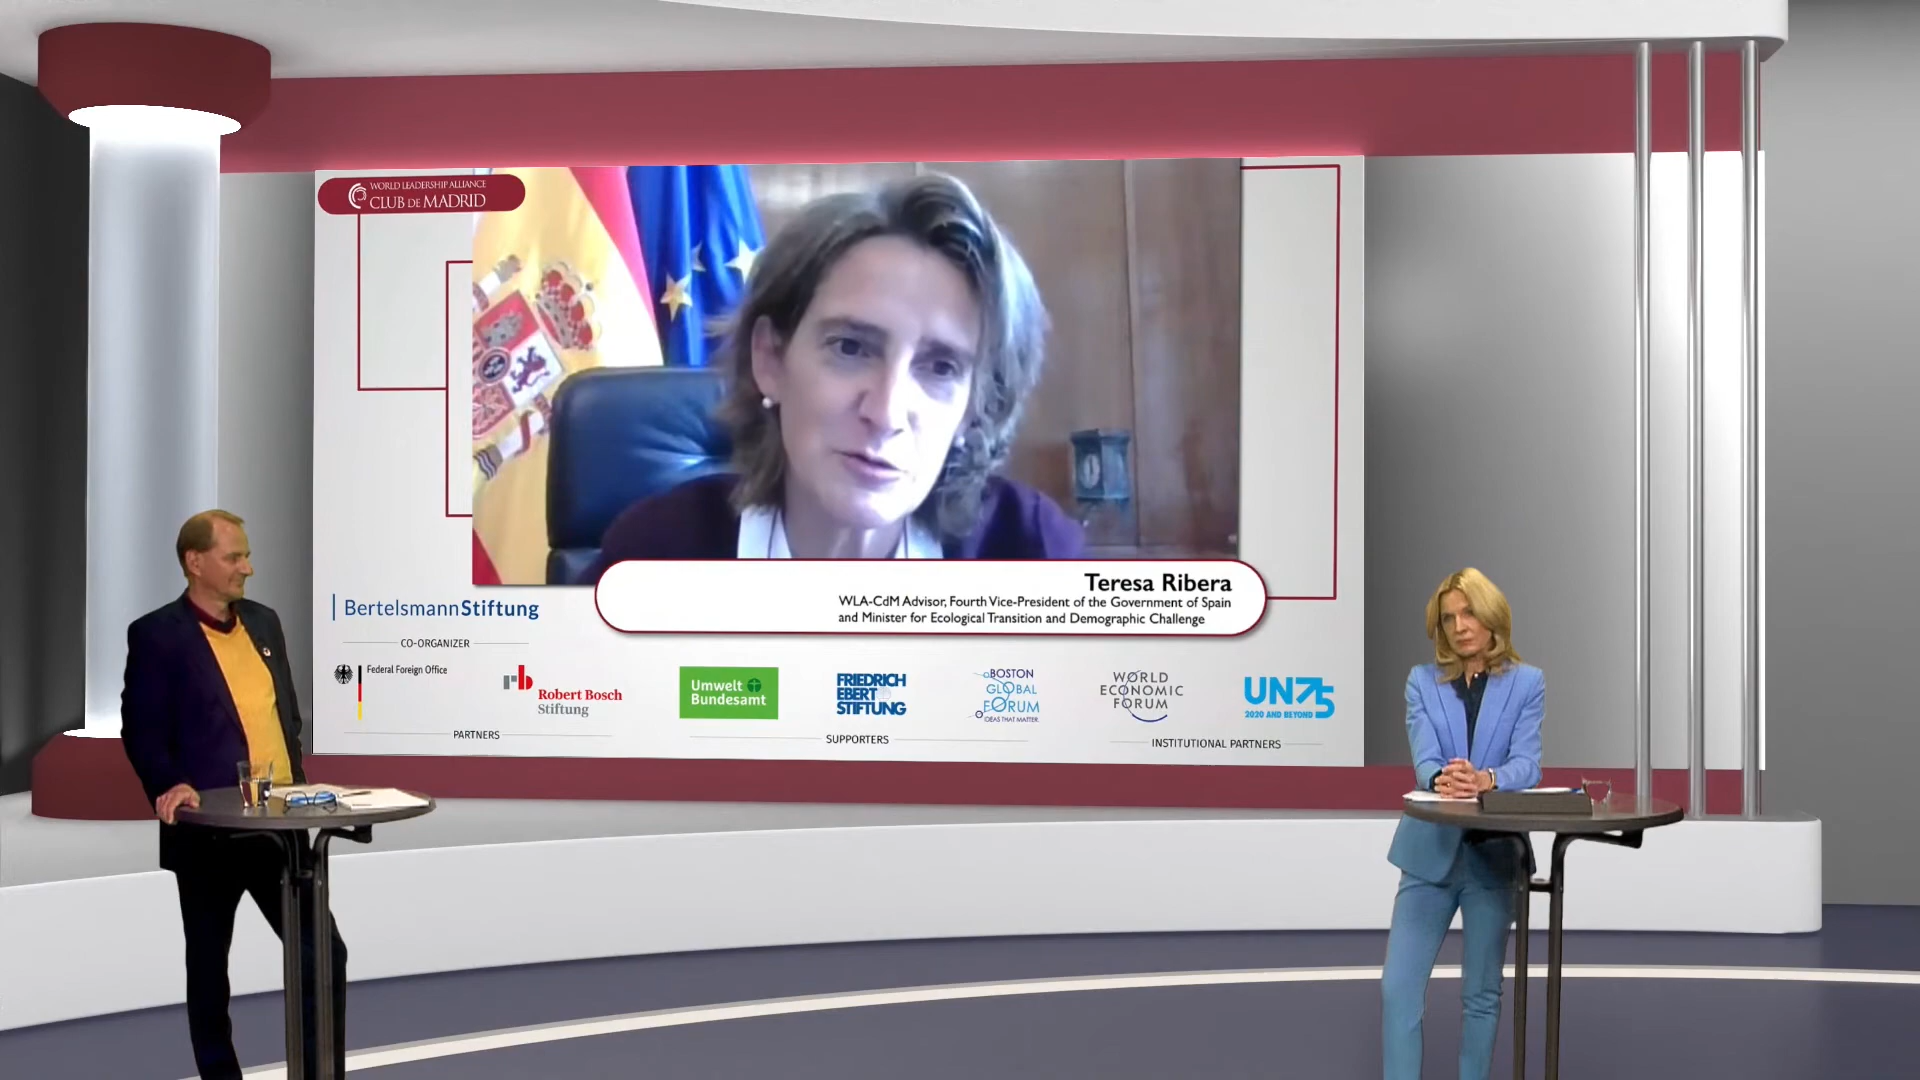 WORLD LEADERSHIP ALLIANCE
CLUB DE MADRID
Teresa Ribera
WLA-CdM Advisor, Fourth Vice-President of the Government of Spain
and Minister for Ecological Transition and Demographic Challenge
BertelsmannStiftung
CO-ORGANIZER
Federal Foreign Office
rb
Robert Bosch
Stiftung
Umwelt
Bundesamt
FRIEDRICH
EBERT
STIFTUNG
BOSTON
GLOBAL
FORUM
IDEAS THAT MATTER.
WORLD
ECONOMIC
FORUM
UN75
2020 AND BEYOND
PARTNERS
SUPPORTERS
INSTITUTIONAL PARTNERS